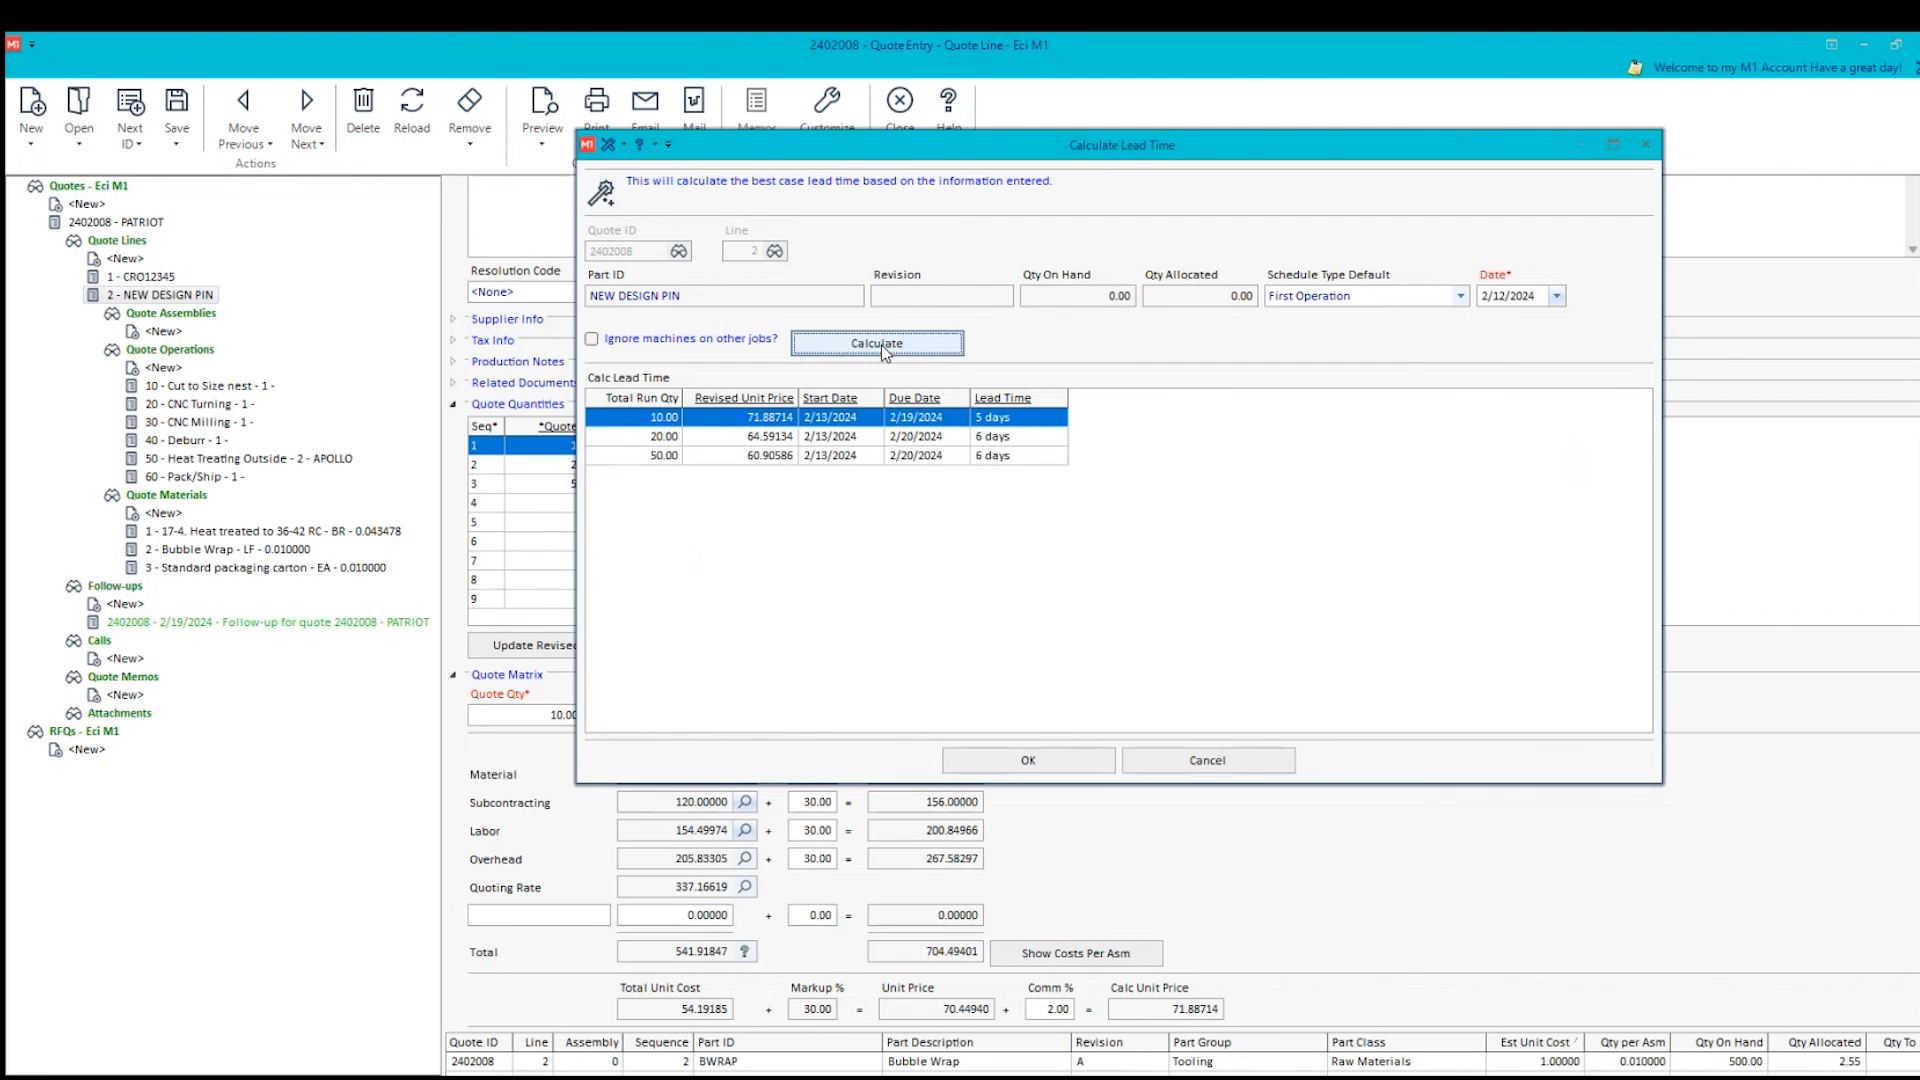 M1
2402008 - Quote Entry - Quote Line - Eci M1
Welcome to my M1 Account Have a great day!
New
Open
Next ID
Save
Move Previous
Move Next
Delete
Reload
Remove
Preview
Print
Email
Mail
Memos
Customize
Close
Help
Actions
Quotes - Eci M1
<New>
2402008 - PATRIOT
Quote Lines
<New>
1 - CRO12345
2 - NEW DESIGN PIN
Quote Assemblies
<New>
Quote Operations
<New>
10 - Cut to Size nest - 1 -
20 - CNC Turning - 1 -
30 - CNC Milling - 1 -
40 - Deburr - 1 -
50 - Heat Treating Outside - 2 - APOLLO
60 - Pack/Ship - 1 -
Quote Materials
<New>
1 - 17-4. Heat treated to 36-42 RC - BR - 0.043478
2 - Bubble Wrap - LF - 0.010000
3 - Standard packaging carton - EA - 0.010000
Follow-ups
<New>
2402008 - 2/19/2024 - Follow-up for quote 2402008 - PATRIOT
Calls
<New>
Quote Memos
<New>
Attachments
RFQs - Eci M1
<New>
Resolution Code
<None>
Supplier Info
Tax Info
Production Notes
Related Documents
Quote Quantities
Seq* *Quote
1 1
2 2
3 5
4
5
6
7
8
9
Update Revised
Quote Matrix
Quote Qty*
10.00
M1 Calculate Lead Time
This will calculate the best case lead time based on the information entered.
Quote ID Line
2402008 2
Part ID Revision Qty On Hand Qty Allocated Schedule Type Default Date*
NEW DESIGN PIN 0.00 0.00 First Operation 2/12/2024
Ignore machines on other jobs? Calculate
Calc Lead Time
Total Run Qty Revised Unit Price Start Date Due Date Lead Time
10.00 71.88714 2/13/2024 2/19/2024 5 days
20.00 64.59134 2/13/2024 2/20/2024 6 days
50.00 60.90586 2/13/2024 2/20/2024 6 days
OK Cancel
Material
Subcontracting 120.00000 + 30.00 = 156.00000
Labor 154.49974 + 30.00 = 200.84966
Overhead 205.83305 + 30.00 = 267.58297
Quoting Rate 337.16619
0.00000 + 0.00 = 0.00000
Total 541.91847 ? 704.49401 Show Costs Per Asm
Total Unit Cost Markup % Unit Price Comm % Calc Unit Price
54.19185 + 30.00 = 70.44940 + 2.00 = 71.88714
Quote ID Line Assembly Sequence Part ID Part Description Revision Part Group Part Class Est Unit Cost Qty per Asm Qty On Hand Qty Allocated Qty To
2402008 2 0 2 BWRAP Bubble Wrap A Tooling Raw Materials 1.00000 0.010000 500.00 2.55